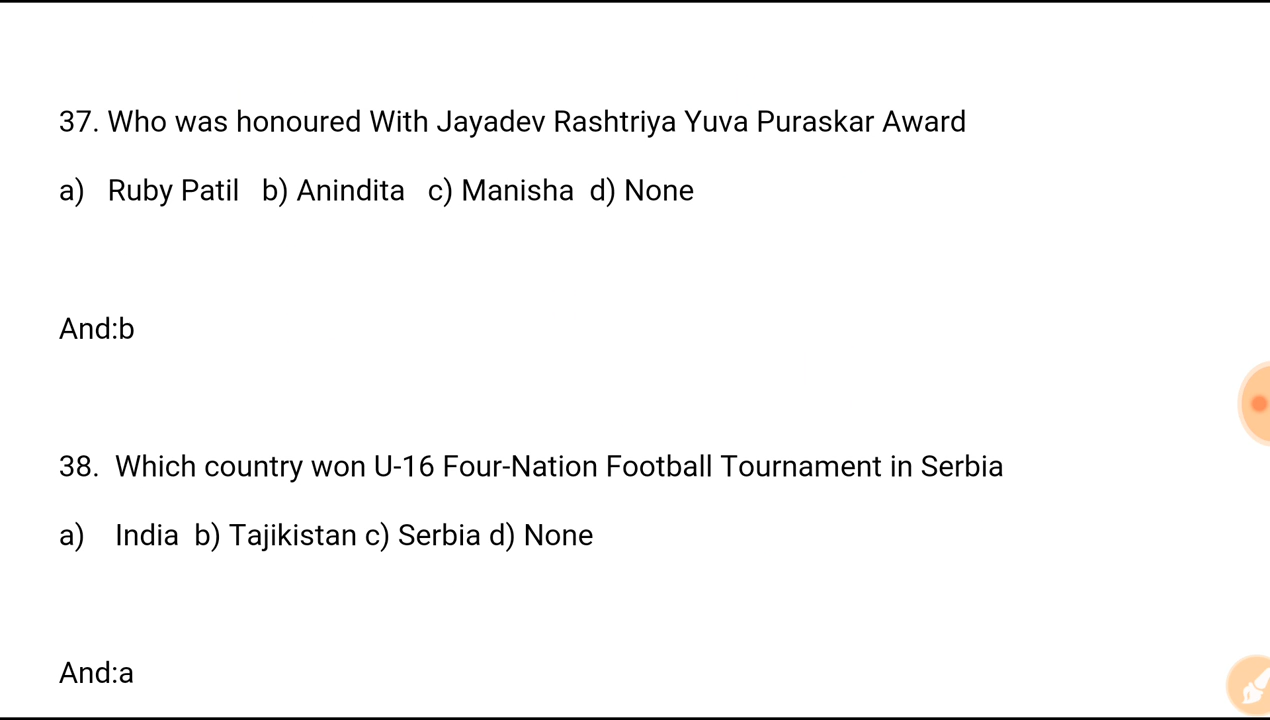 37. Who was honoured With Jayadev Rashtriya Yuva Puraskar Award
a) Ruby Patil b) Anindita c) Manisha d) None
And:b
38. Which country won U-16 Four-Nation Football Tournament in Serbia
a) India b) Tajikistan c) Serbia d) None
And:a